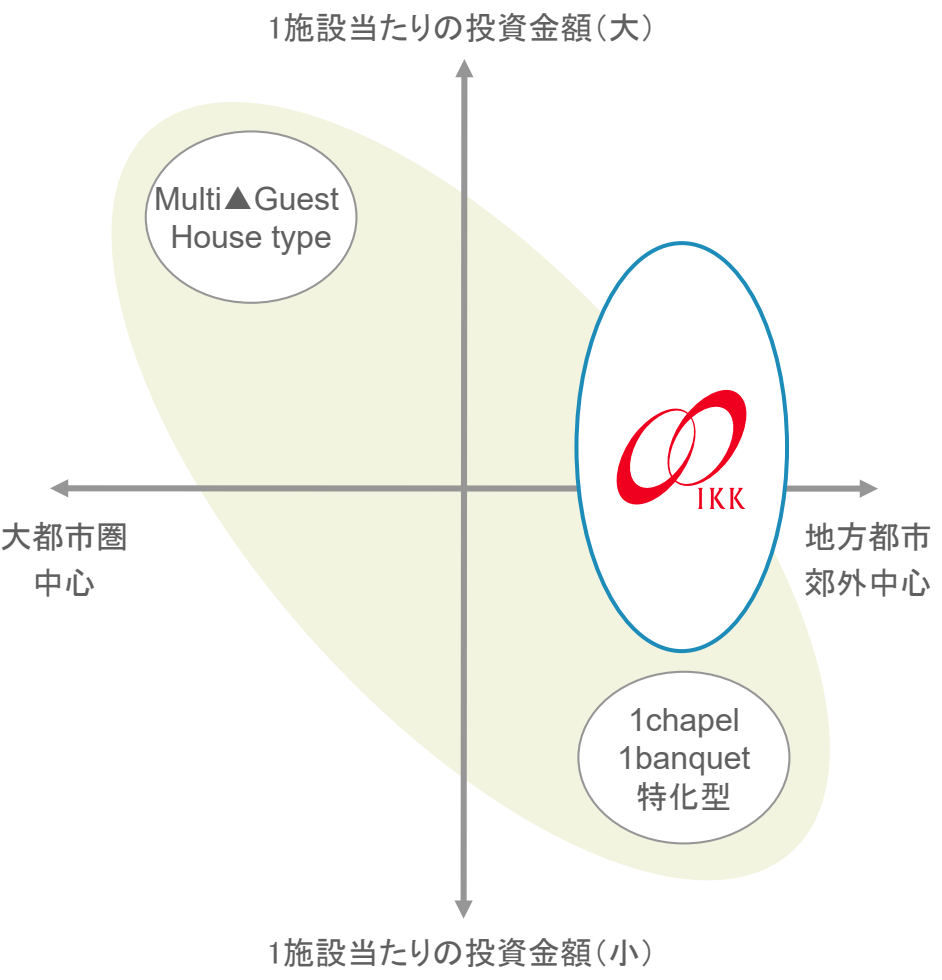 1施設当たりの投資金額(大)
Multi▲Guest
House type
IKK
大都市圏
中心
地方都市
郊外中心
1chapel
1banquet
特化型
1施設当たりの投資金額(小)